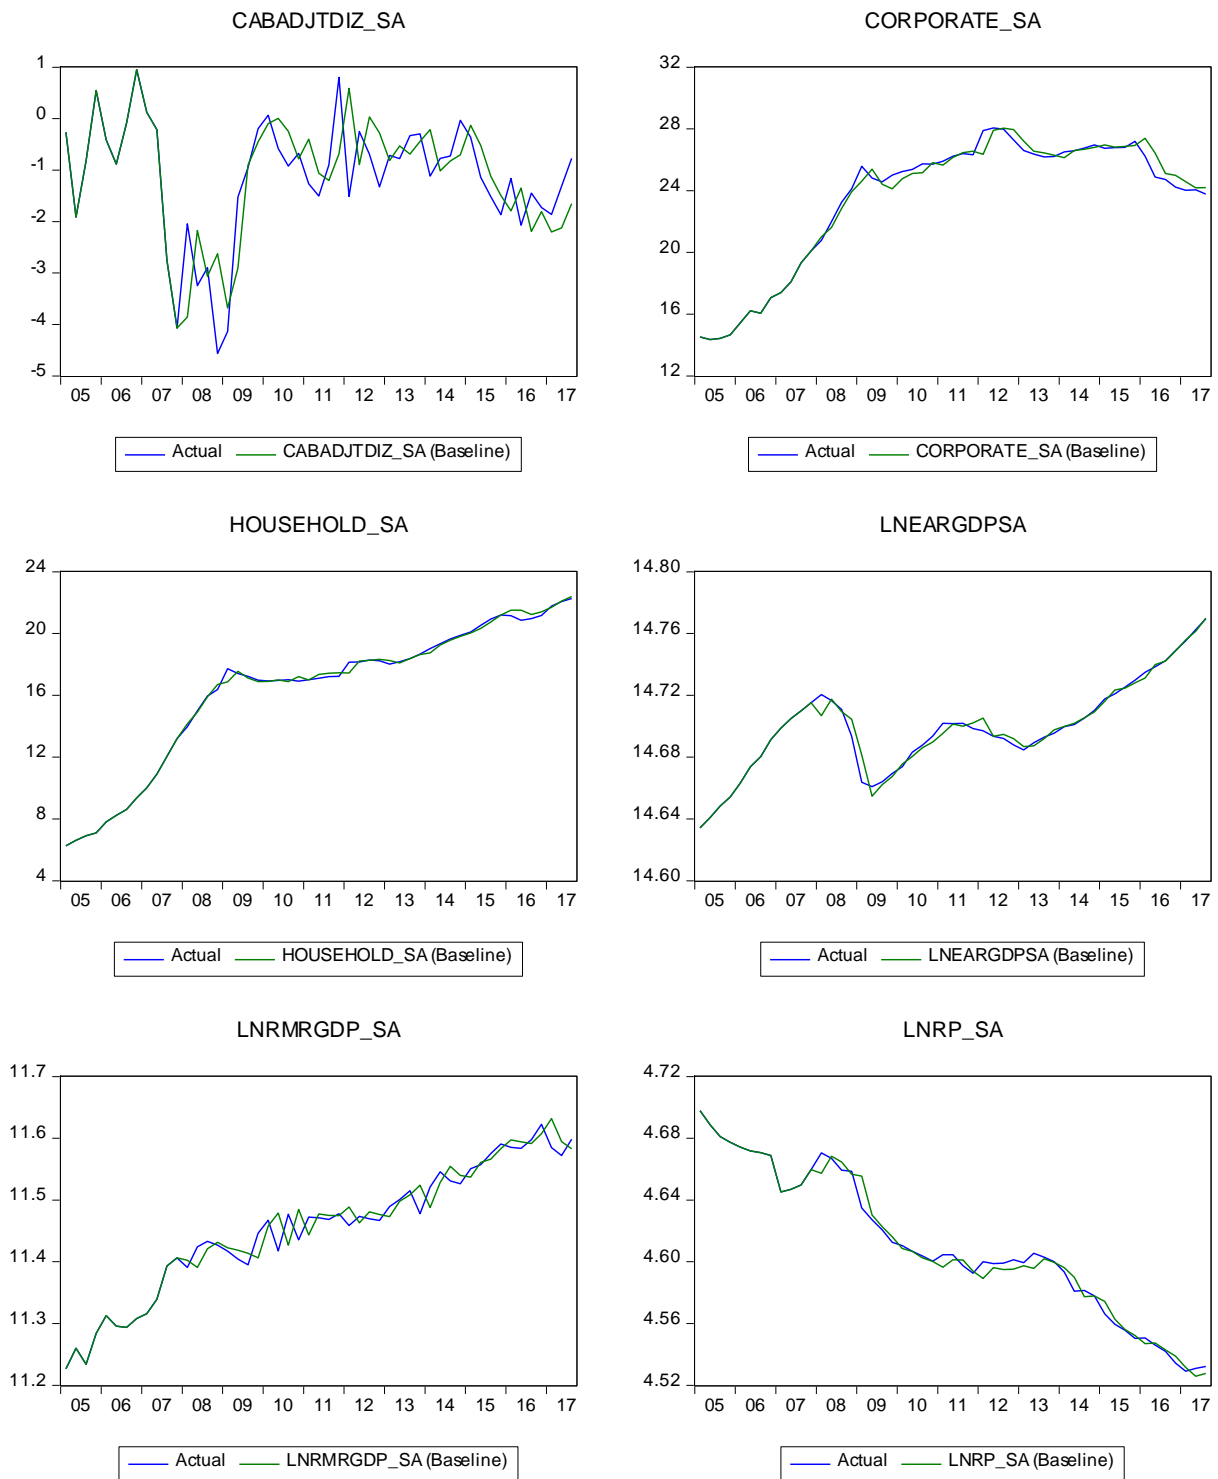 CABADJTDIZ_SA
1
0
-1
-2
-3
-4
-5
05 06 07 08 09 10 11 12 13 14 15 16 17
Actual CABADJTDIZ_SA (Baseline)
CORPORATE_SA
32
28
24
20
16
12
05 06 07 08 09 10 11 12 13 14 15 16 17
Actual CORPORATE_SA (Baseline)
HOUSEHOLD_SA
24
20
16
12
8
4
05 06 07 08 09 10 11 12 13 14 15 16 17
Actual HOUSEHOLD_SA (Baseline)
LNEARGDPSA
14.80
14.76
14.72
14.68
14.64
14.60
05 06 07 08 09 10 11 12 13 14 15 16 17
Actual LNEARGDPSA (Baseline)
LNRMRGDP_SA
11.7
11.6
11.5
11.4
11.3
11.2
05 06 07 08 09 10 11 12 13 14 15 16 17
Actual LNRMRGDP_SA (Baseline)
LNRP_SA
4.72
4.68
4.64
4.60
4.56
4.52
05 06 07 08 09 10 11 12 13 14 15 16 17
Actual LNRP_SA (Baseline)